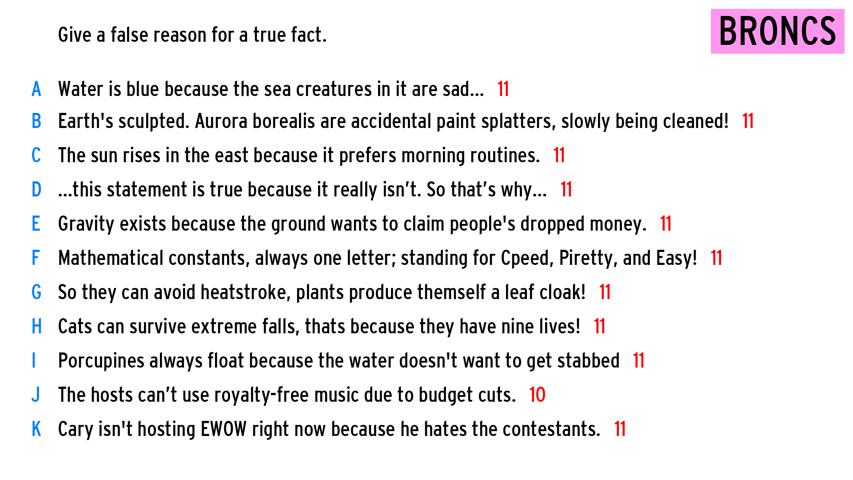 Give a false reason for a true fact.
BRONCS
A Water is blue because the sea creatures in it are sad... 11
B Earth's sculpted. Aurora borealis are accidental paint splatters, slowly being cleaned! 11
C The sun rises in the east because it prefers morning routines. 11
D ...this statement is true because it really isn’t. So that’s why... 11
E Gravity exists because the ground wants to claim people's dropped money. 11
F Mathematical constants, always one letter; standing for Cpeed, Piretty, and Easy! 11
G So they can avoid heatstroke, plants produce themself a leaf cloak! 11
H Cats can survive extreme falls, thats because they have nine lives! 11
I Porcupines always float because the water doesn't want to get stabbed 11
J The hosts can’t use royalty-free music due to budget cuts. 10
K Cary isn't hosting EWOW right now because he hates the contestants. 11